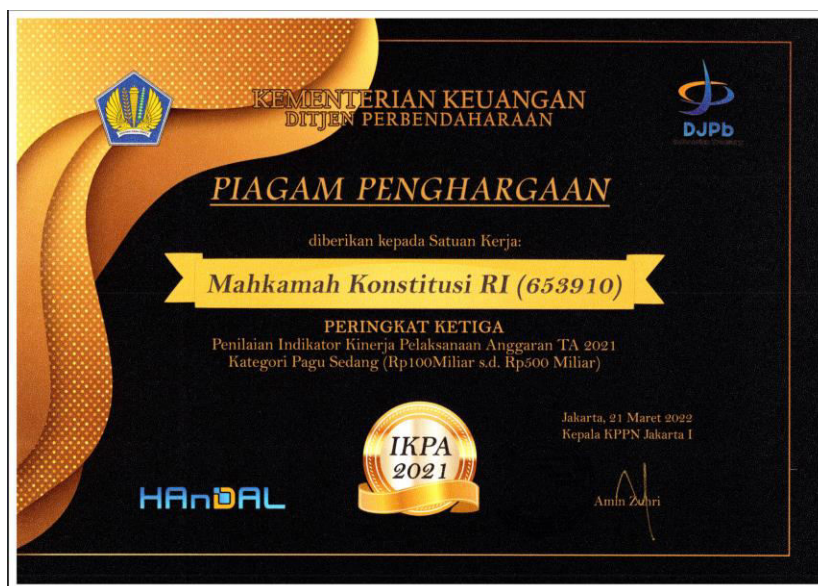 KEMENTERIAN KEUANGAN
DITJEN PERBENDAHARAAN
DJPb
PIAGAM PENGHARGAAN
diberikan kepada Satuan Kerja:
Mahkamah Konstitusi RI (653910)
PERINGKAT KETIGA
Penilaian Indikator Kinerja Pelaksanaan Anggaran TA 2021
Kategori Pagu Sedang (Rp100Miliar s.d. Rp500 Miliar)
Jakarta, 21 Maret 2022
Kepala KPPN Jakarta I
IKPA
2021
HAnDAL
Amin Zuhri